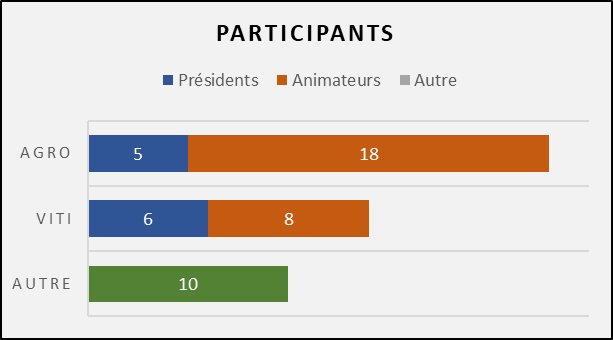 PARTICIPANTS
Présidents Animateurs Autre
AGRO 5 18
VITI 6 8
AUTRE 10